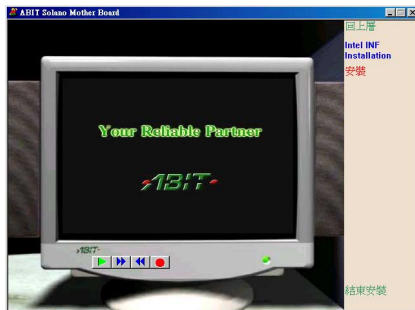 ABIT Solano Mother Board
回上層
Intel INF
Installation
安裝
Your Reliable Partner
ABIT
ABIT
結束安裝